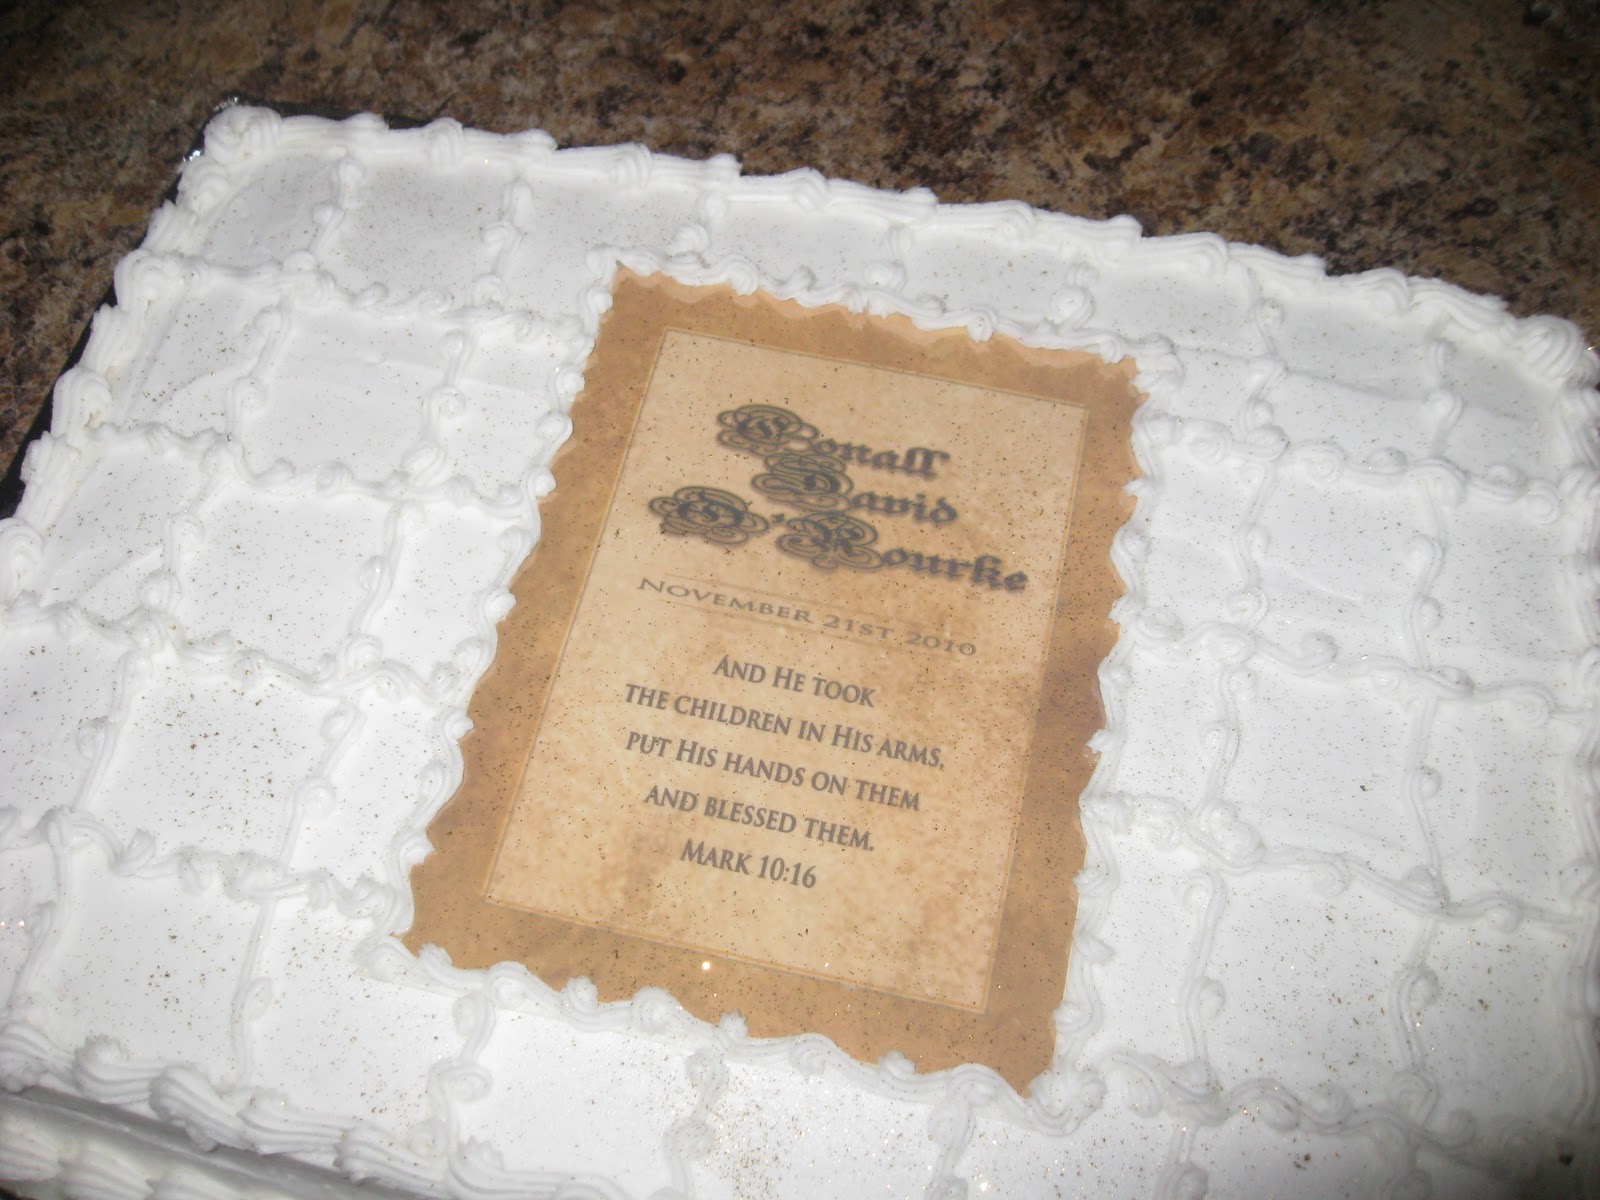 Conall
David
O'Rourke
November 21st 2010
And He took
the children in His arms,
put His hands on them
and blessed them.
Mark 10:16